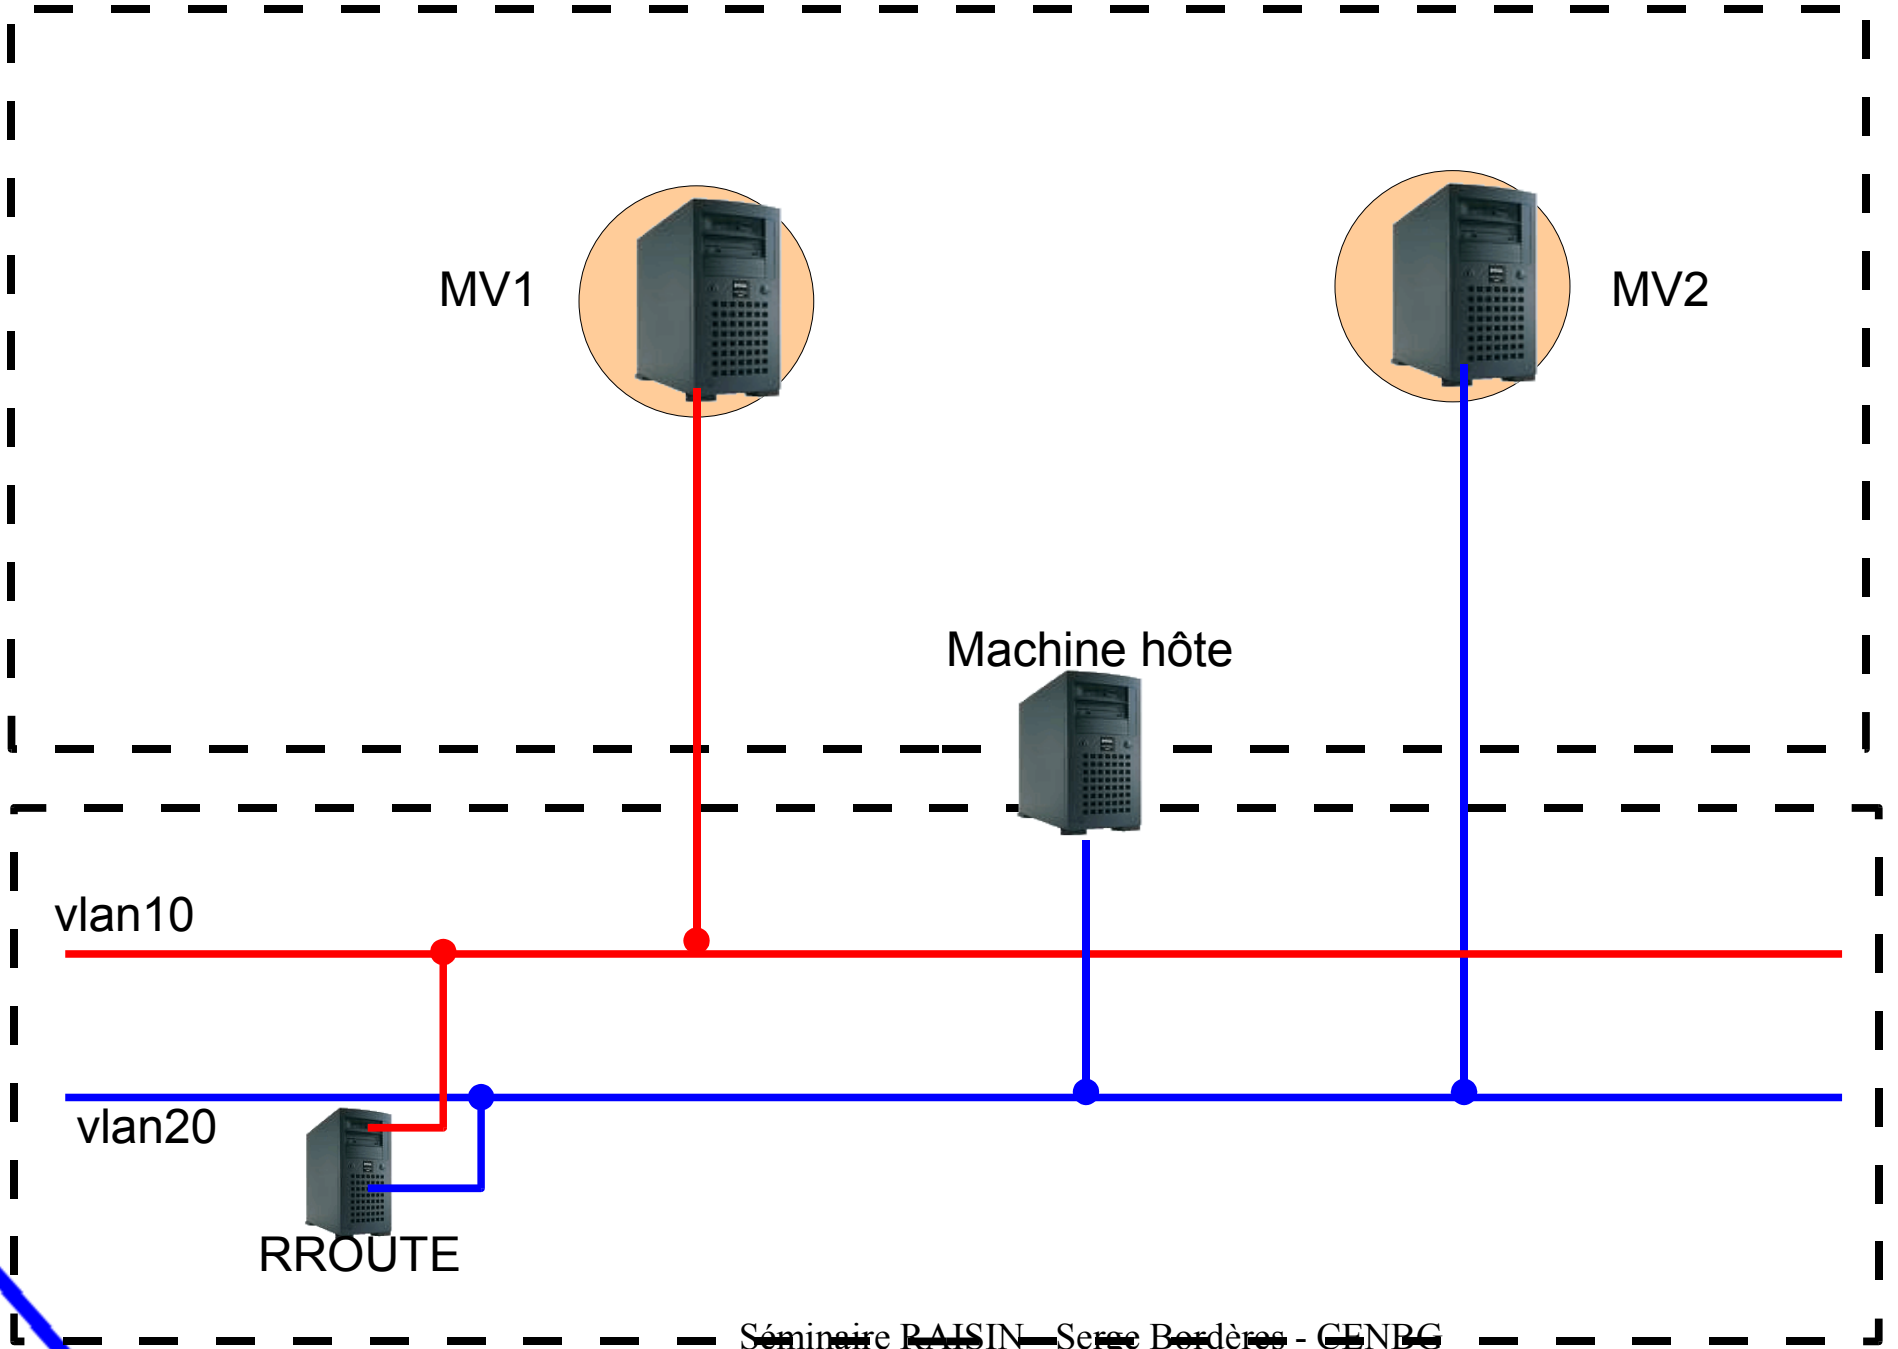 MV1
MV2
Machine hôte
vlan10
vlan20
RROUTE
Séminaire RAISIN - Serge Bordères - CENBG